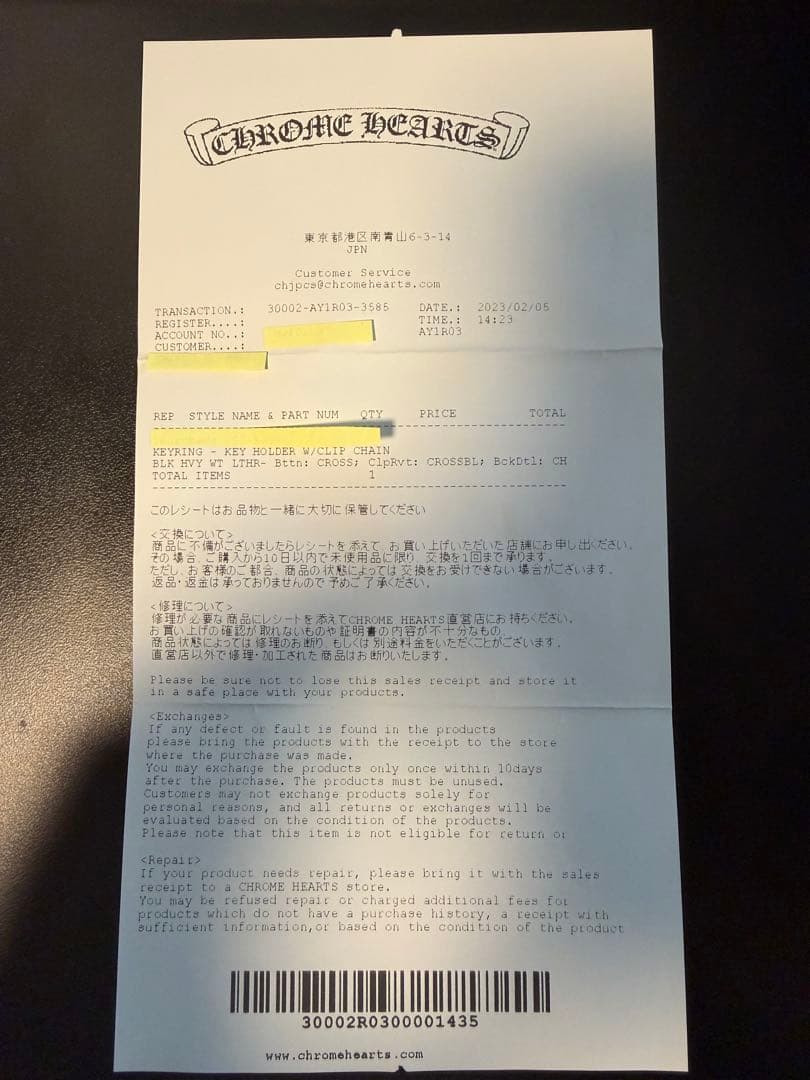 CHROME HEARTS
東京都港区南青山6-3-14
JPN
Customer Service
chjpcs@chromehearts.com
TRANSACTION.: 30002-AY1R03-3585 DATE.: 2023/02/05
REGISTER....: TIME.: 14:23
ACCOUNT NO..: AY1R03
CUSTOMER....:
REP STYLE NAME & PART NUM QTY PRICE TOTAL
KEYRING - KEY HOLDER W/CLIP CHAIN
BLK HVY WT LTHR- Bttn: CROSS; ClpRvt: CROSSBL; BckDtl: CH
TOTAL ITEMS 1
このレシートはお品物と一緒に大切に保管してください
<交換について>
商品に不備がございましたらレシートを添えて、お買い上げいただいた店舗にお申し出ください。
その場合、ご購入から10日以内で未使用品に限り、交換を1回まで承ります。
ただし、お客様のご都合、商品の状態によっては交換をお受けできない場合がございます。
返品・返金は承っておりませんので予めご了承ください。
<修理について>
修理が必要な商品にレシートを添えてCHROME HEARTS直営店にお持ちください。
お買い上げの確認が取れないものや証明書の内容が不十分なもの、
商品状態によっては修理のお断り、もしくは別途料金をいただくことがございます。
直営店以外で修理・加工された商品はお断りいたします。
Please be sure not to lose this sales receipt and store it
in a safe place with your products.
<Exchanges>
If any defect or fault is found in the products
please bring the products with the receipt to the store
where the purchase was made.
You may exchange the products only once within 10days
after the purchase. The products must be unused.
Customers may not exchange products solely for
personal reasons, and all returns or exchanges will be
evaluated based on the condition of the products.
Please note that this item is not eligible for return or
<Repair>
If your product needs repair, please bring it with the sales
receipt to a CHROME HEARTS store.
You may be refused repair or charged additional fees for
products which do not have a purchase history, a receipt with
sufficient information,or based on the condition of the product
30002R0300001435
www.chromehearts.com